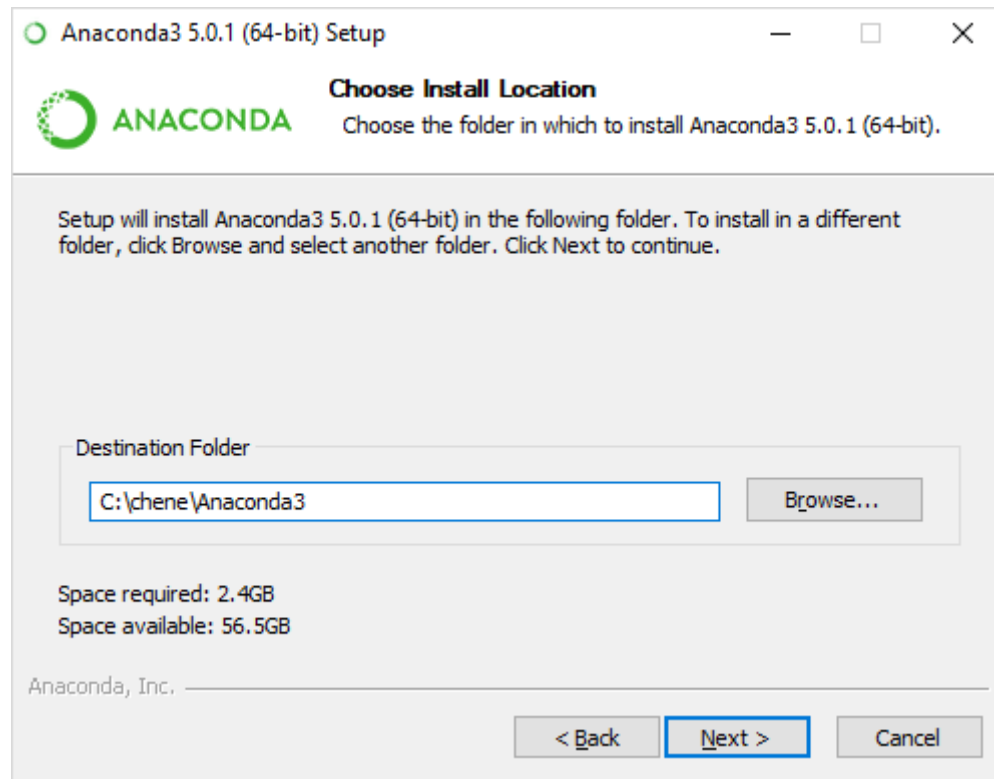 Anaconda3 5.0.1 (64-bit) Setup
ANACONDA
Choose Install Location
Choose the folder in which to install Anaconda3 5.0.1 (64-bit).
Setup will install Anaconda3 5.0.1 (64-bit) in the following folder. To install in a different
folder, click Browse and select another folder. Click Next to continue.
Destination Folder
C:\chene\Anaconda3
Browse...
Space required: 2.4GB
Space available: 56.5GB
Anaconda, Inc.
< Back
Next >
Cancel